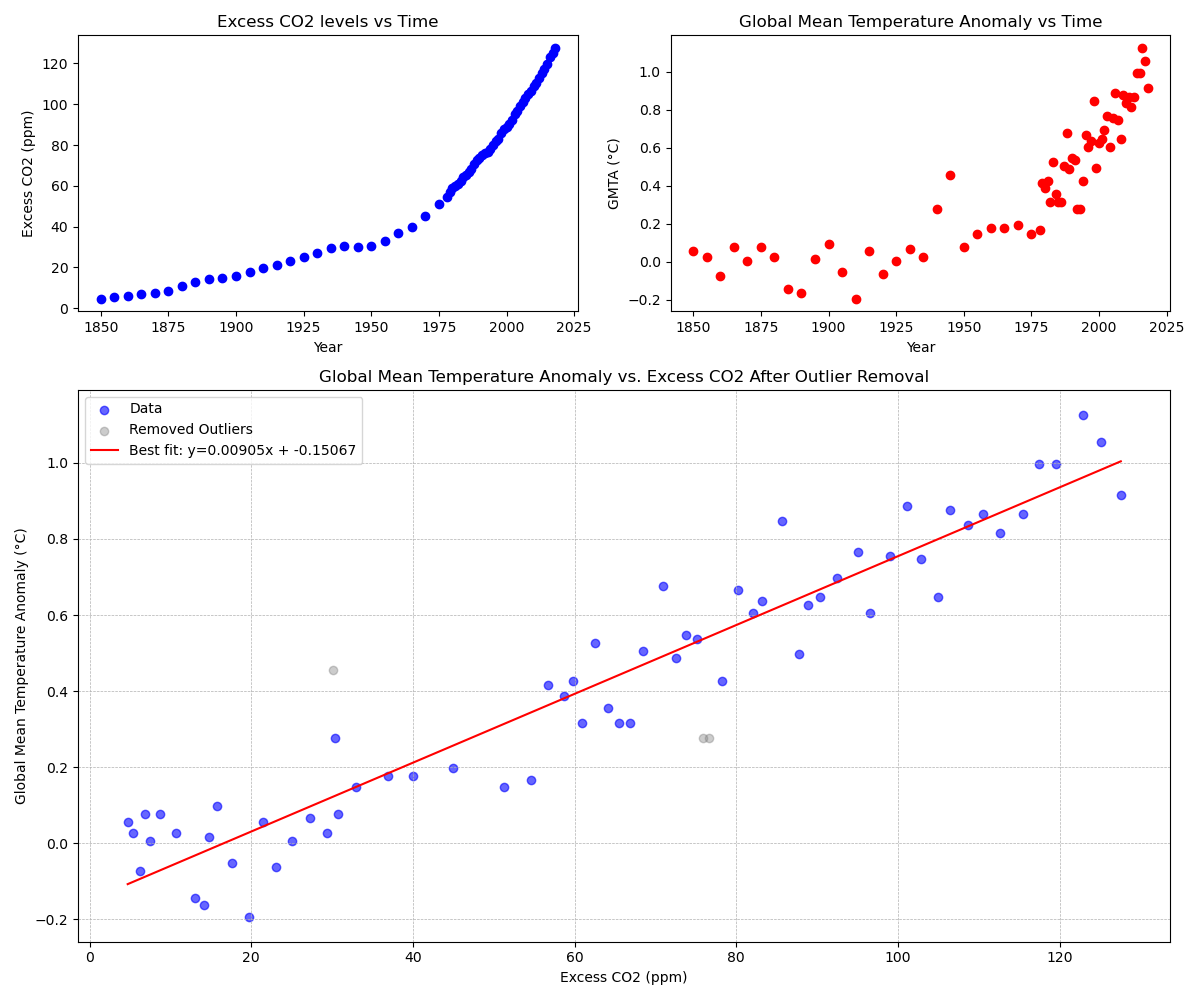 Excess CO2 levels vs Time
Excess CO2 (ppm)
120
100
80
60
40
20
0
1850 1875 1900 1925 1950 1975 2000 2025
Year
Global Mean Temperature Anomaly vs Time
GMTA (°C)
1.0
0.8
0.6
0.4
0.2
0.0
−0.2
1850 1875 1900 1925 1950 1975 2000 2025
Year
Global Mean Temperature Anomaly vs. Excess CO2 After Outlier Removal
Data
Removed Outliers
Best fit: y=0.00905x + -0.15067
Global Mean Temperature Anomaly (°C)
1.0
0.8
0.6
0.4
0.2
0.0
−0.2
0 20 40 60 80 100 120
Excess CO2 (ppm)